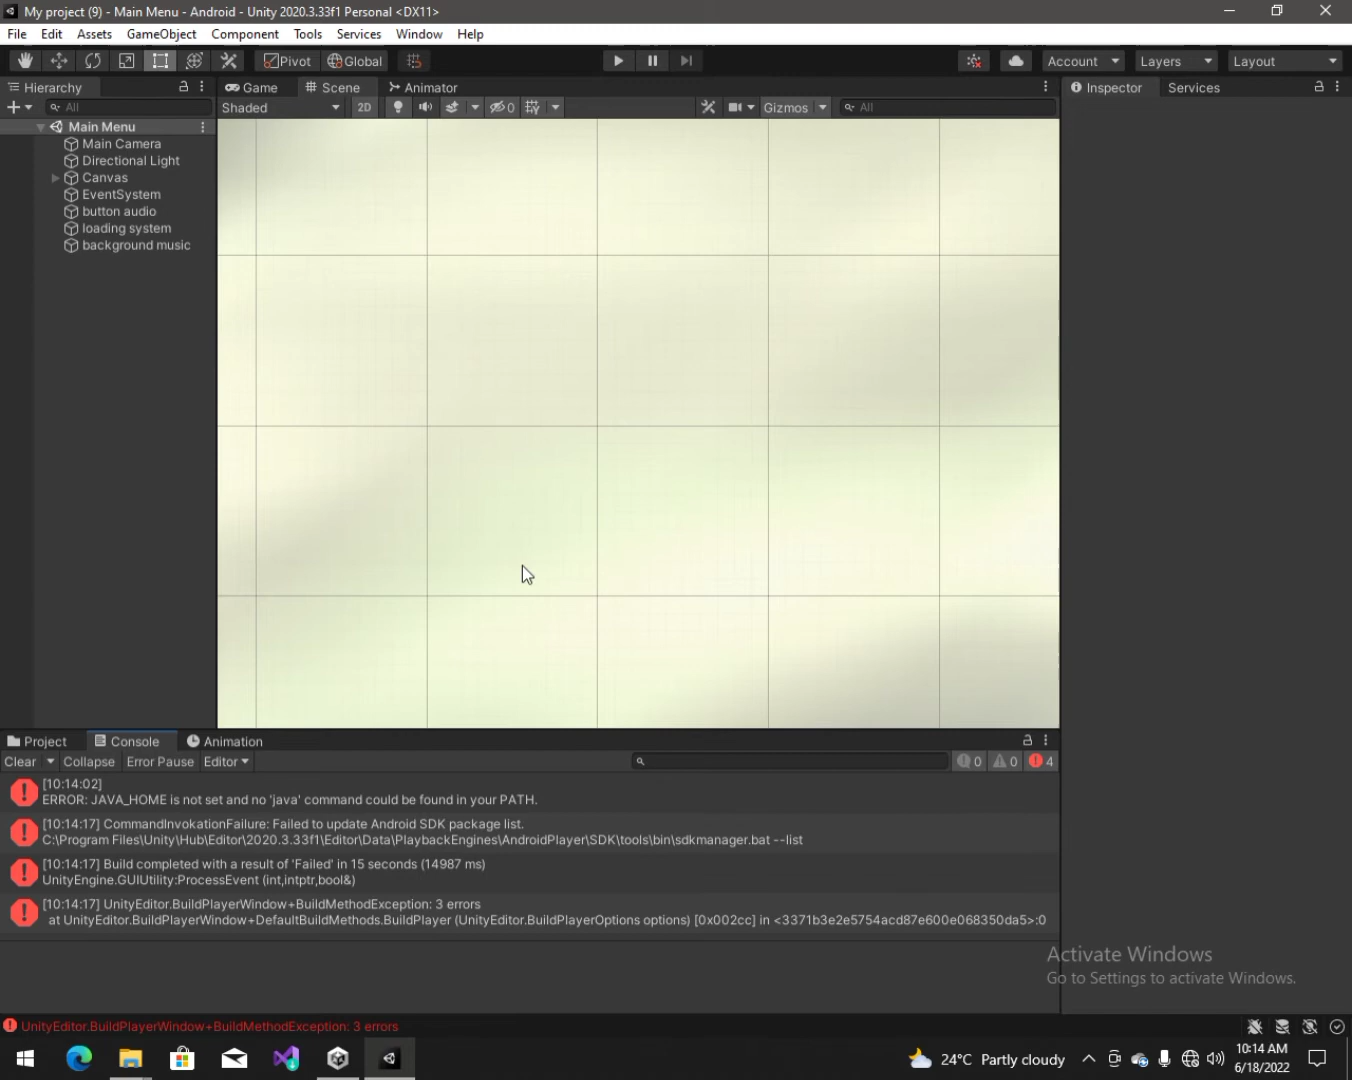 My project (9) - Main Menu - Android - Unity 2020.3.33f1 Personal <DX11>
File Edit Assets GameObject Component Tools Services Window Help
Pivot Global Account Layers Layout
Hierarchy Game Scene Animator Inspector Services
All Shaded 2D 0 Gizmos All
Main Menu
Main Camera
Directional Light
Canvas
EventSystem
button audio
loading system
background music
Project Console Animation
Clear Collapse Error Pause Editor 0 0 4
[10:14:02]
ERROR: JAVA_HOME is not set and no 'java' command could be found in your PATH.
[10:14:17] CommandInvokationFailure: Failed to update Android SDK package list.
C:\Program Files\Unity\Hub\Editor\2020.3.33f1\Editor\Data\PlaybackEngines\AndroidPlayer\SDK\tools\bin\sdkmanager.bat --list
[10:14:17] Build completed with a result of 'Failed' in 15 seconds (14987 ms)
UnityEngine.GUIUtility:ProcessEvent (int,intptr,bool&)
[10:14:17] UnityEditor.BuildPlayerWindow+BuildMethodException: 3 errors
at UnityEditor.BuildPlayerWindow+DefaultBuildMethods.BuildPlayer (UnityEditor.BuildPlayerOptions options) [0x002cc] in <3371b3e2e5754acd87e600e068350da5>:0
Activate Windows
Go to Settings to activate Windows.
UnityEditor.BuildPlayerWindow+BuildMethodException: 3 errors
24°C Partly cloudy
10:14 AM
6/18/2022